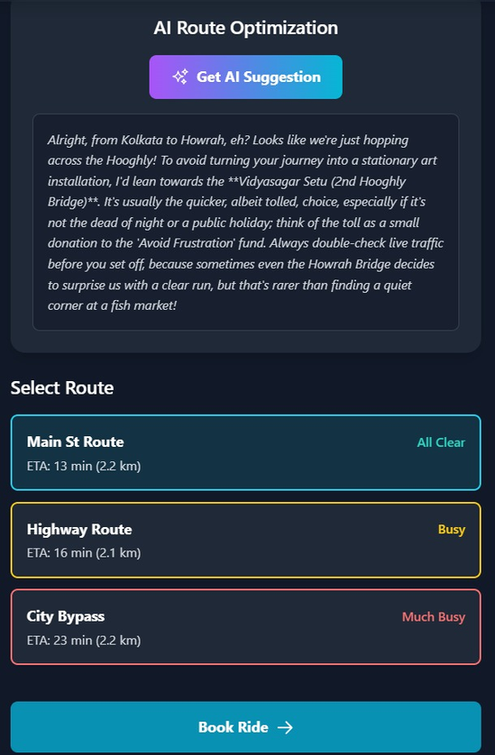 AI Route Optimization
Get AI Suggestion
Alright, from Kolkata to Howrah, eh? Looks like we're just hopping
across the Hooghly! To avoid turning your journey into a stationary art
installation, I'd lean towards the **Vidyasagar Setu (2nd Hooghly
Bridge)**. It's usually the quicker, albeit tolled, choice, especially if it's
not the dead of night or a public holiday; think of the toll as a small
donation to the 'Avoid Frustration' fund. Always double-check live traffic
before you set off, because sometimes even the Howrah Bridge decides
to surprise us with a clear run, but that's rarer than finding a quiet
corner at a fish market!
Select Route
Main St Route All Clear
ETA: 13 min (2.2 km)
Highway Route Busy
ETA: 16 min (2.1 km)
City Bypass Much Busy
ETA: 23 min (2.2 km)
Book Ride →